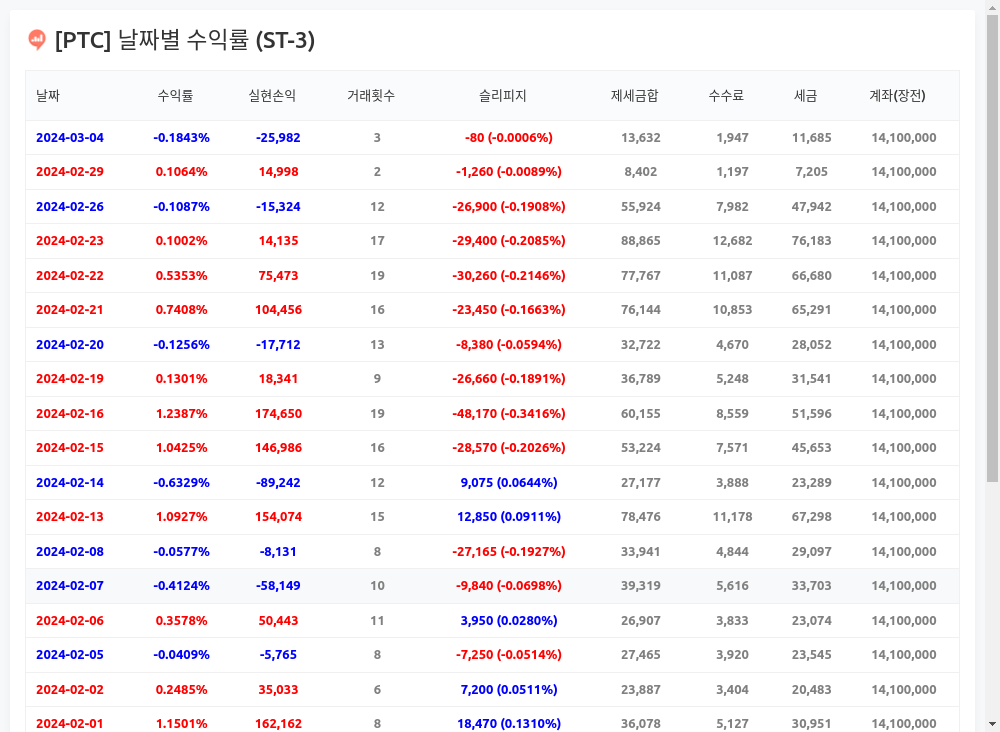 [PTC] 날짜별 수익률 (ST-3)
날짜 수익률 실현손익 거래횟수 슬리피지 제세금합 수수료 세금 계좌(장전)
2024-03-04 -0.1843% -25,982 3 -80 (-0.0006%) 13,632 1,947 11,685 14,100,000
2024-02-29 0.1064% 14,998 2 -1,260 (-0.0089%) 8,402 1,197 7,205 14,100,000
2024-02-26 -0.1087% -15,324 12 -26,900 (-0.1908%) 55,924 7,982 47,942 14,100,000
2024-02-23 0.1002% 14,135 17 -29,400 (-0.2085%) 88,865 12,682 76,183 14,100,000
2024-02-22 0.5353% 75,473 19 -30,260 (-0.2146%) 77,767 11,087 66,680 14,100,000
2024-02-21 0.7408% 104,456 16 -23,450 (-0.1663%) 76,144 10,853 65,291 14,100,000
2024-02-20 -0.1256% -17,712 13 -8,380 (-0.0594%) 32,722 4,670 28,052 14,100,000
2024-02-19 0.1301% 18,341 9 -26,660 (-0.1891%) 36,789 5,248 31,541 14,100,000
2024-02-16 1.2387% 174,650 19 -48,170 (-0.3416%) 60,155 8,559 51,596 14,100,000
2024-02-15 1.0425% 146,986 16 -28,570 (-0.2026%) 53,224 7,571 45,653 14,100,000
2024-02-14 -0.6329% -89,242 12 9,075 (0.0644%) 27,177 3,888 23,289 14,100,000
2024-02-13 1.0927% 154,074 15 12,850 (0.0911%) 78,476 11,178 67,298 14,100,000
2024-02-08 -0.0577% -8,131 8 -27,165 (-0.1927%) 33,941 4,844 29,097 14,100,000
2024-02-07 -0.4124% -58,149 10 -9,840 (-0.0698%) 39,319 5,616 33,703 14,100,000
2024-02-06 0.3578% 50,443 11 3,950 (0.0280%) 26,907 3,833 23,074 14,100,000
2024-02-05 -0.0409% -5,765 8 -7,250 (-0.0514%) 27,465 3,920 23,545 14,100,000
2024-02-02 0.2485% 35,033 6 7,200 (0.0511%) 23,887 3,404 20,483 14,100,000
2024-02-01 1.1501% 162,162 8 18,470 (0.1310%) 36,078 5,127 30,951 14,100,000